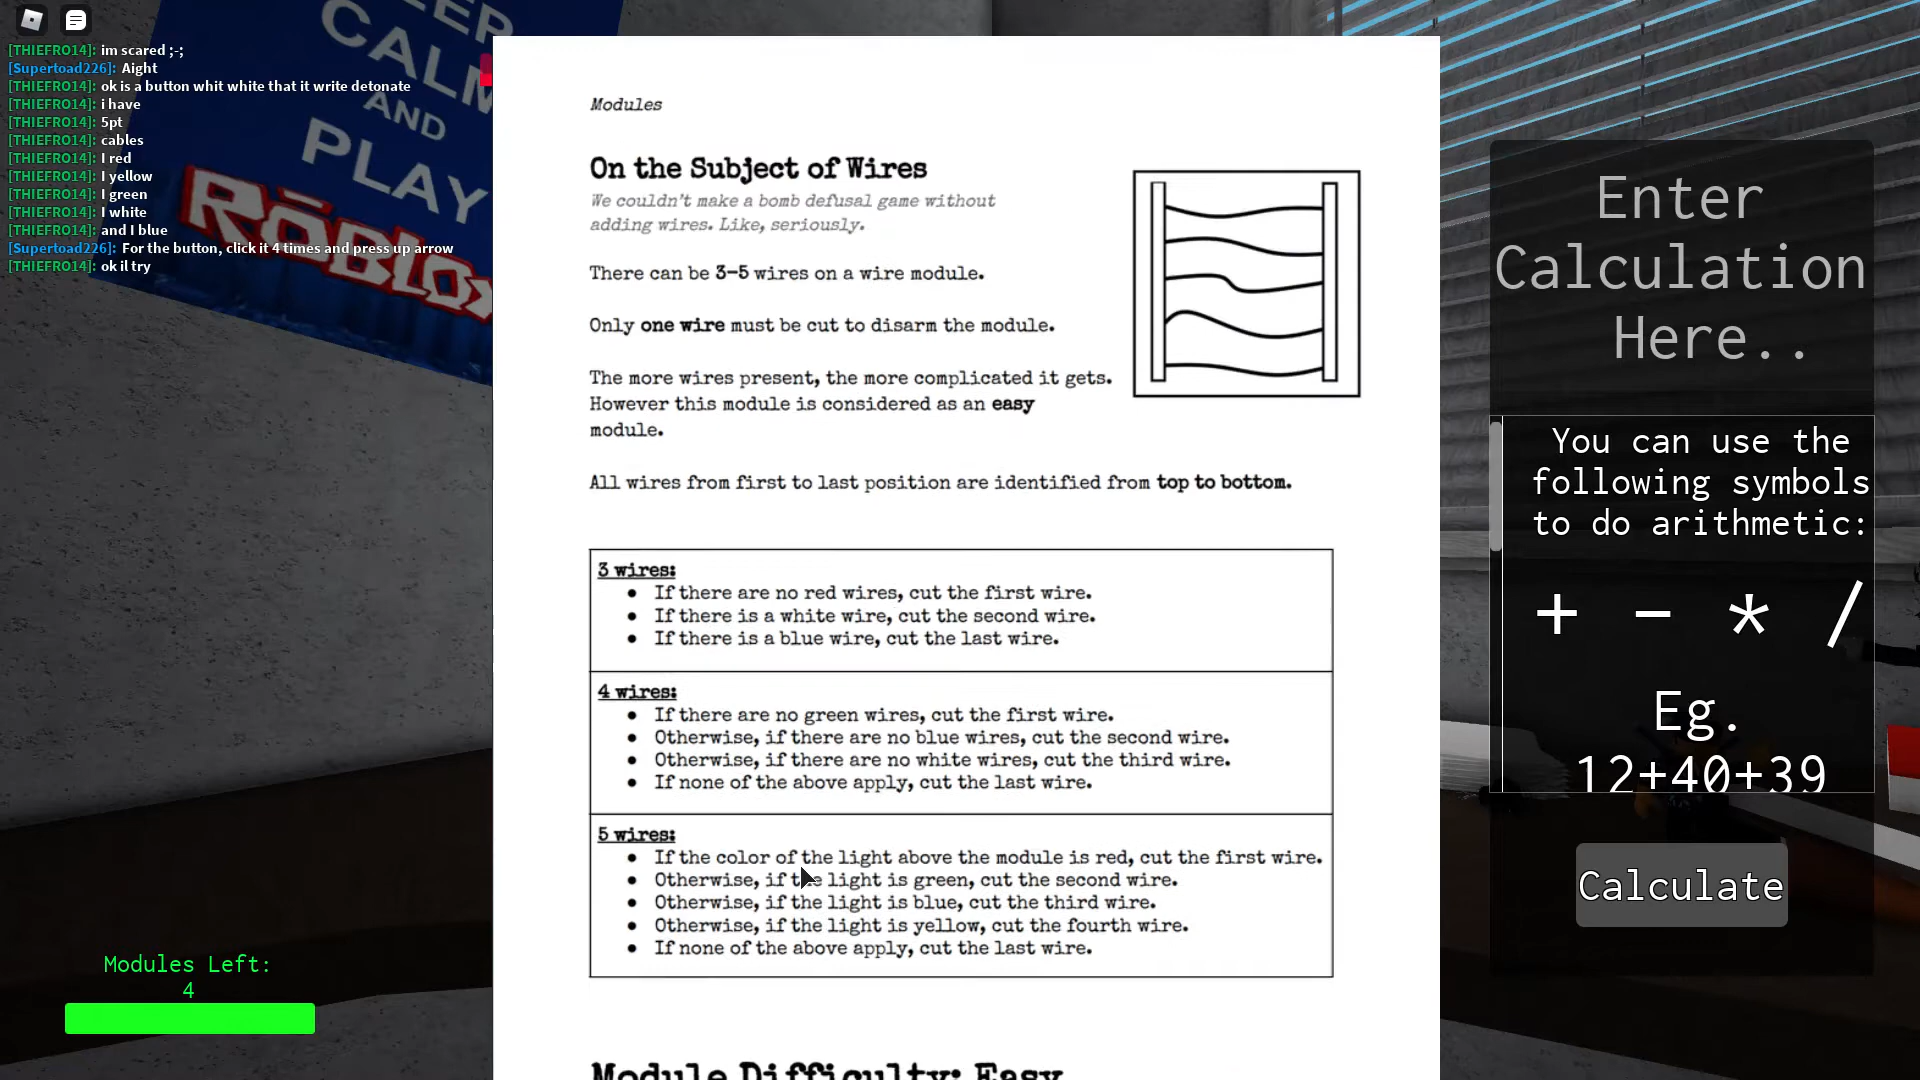 [THIEFRO14]: im scared ;-;
[Supertoad226]: Aight
[THIEFRO14]: ok is a button whit white that it write detonate
[THIEFRO14]: i have
[THIEFRO14]: 5pt
[THIEFRO14]: cables
[THIEFRO14]: I red
[THIEFRO14]: I yellow
[THIEFRO14]: I green
[THIEFRO14]: I white
[THIEFRO14]: and I blue
[Supertoad226]: For the button, click it 4 times and press up arrow
[THIEFRO14]: ok il try
CALM
AND
PLAY
ROBLOX
Modules
On the Subject of Wires
We couldn't make a bomb defusal game without
adding wires. Like, seriously.
There can be 3-5 wires on a wire module.
Only one wire must be cut to disarm the module.
The more wires present, the more complicated it gets.
However this module is considered as an easy
module.
All wires from first to last position are identified from top to bottom.
3 wires:
● If there are no red wires, cut the first wire.
● If there is a white wire, cut the second wire.
● If there is a blue wire, cut the last wire.
4 wires:
● If there are no green wires, cut the first wire.
● Otherwise, if there are no blue wires, cut the second wire.
● Otherwise, if there are no white wires, cut the third wire.
● If none of the above apply, cut the last wire.
5 wires:
● If the color of the light above the module is red, cut the first wire.
● Otherwise, if the light is green, cut the second wire.
● Otherwise, if the light is blue, cut the third wire.
● Otherwise, if the light is yellow, cut the fourth wire.
● If none of the above apply, cut the last wire.
Module Difficulty: Easy
Enter
Calculation
Here..
You can use the
following symbols
to do arithmetic:
+ - * /
Eg.
12+40+39
Calculate
Modules Left:
4